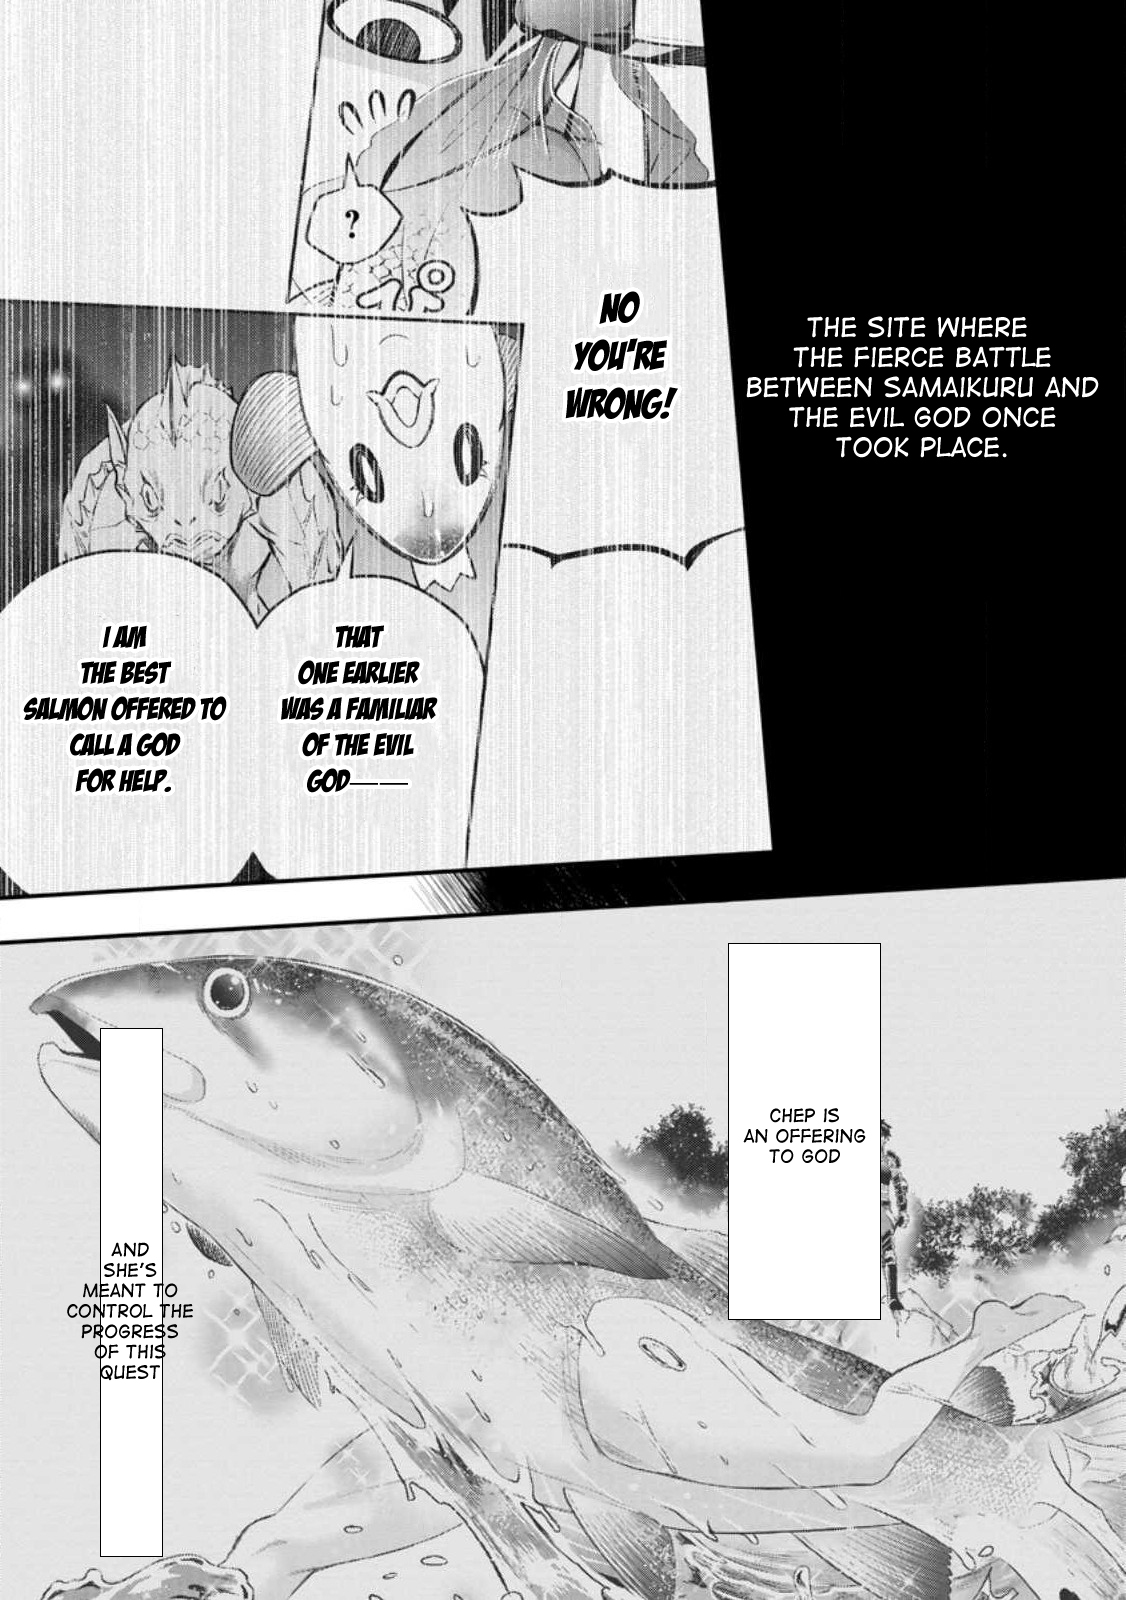 THE SITE WHERE
THE FIERCE BATTLE
BETWEEN SAMAIKURU AND
THE EVIL GOD ONCE
TOOK PLACE.
?
NO
YOU'RE
WRONG!
THAT
ONE EARLIER
WAS A FAMILIAR
OF THE EVIL
GOD——
I AM
THE BEST
SALMON OFFERED TO
CALL A GOD
FOR HELP.
CHEP IS
AN OFFERING
TO GOD
AND
SHE'S
MEANT TO
CONTROL THE
PROGRESS
OF THIS
QUEST